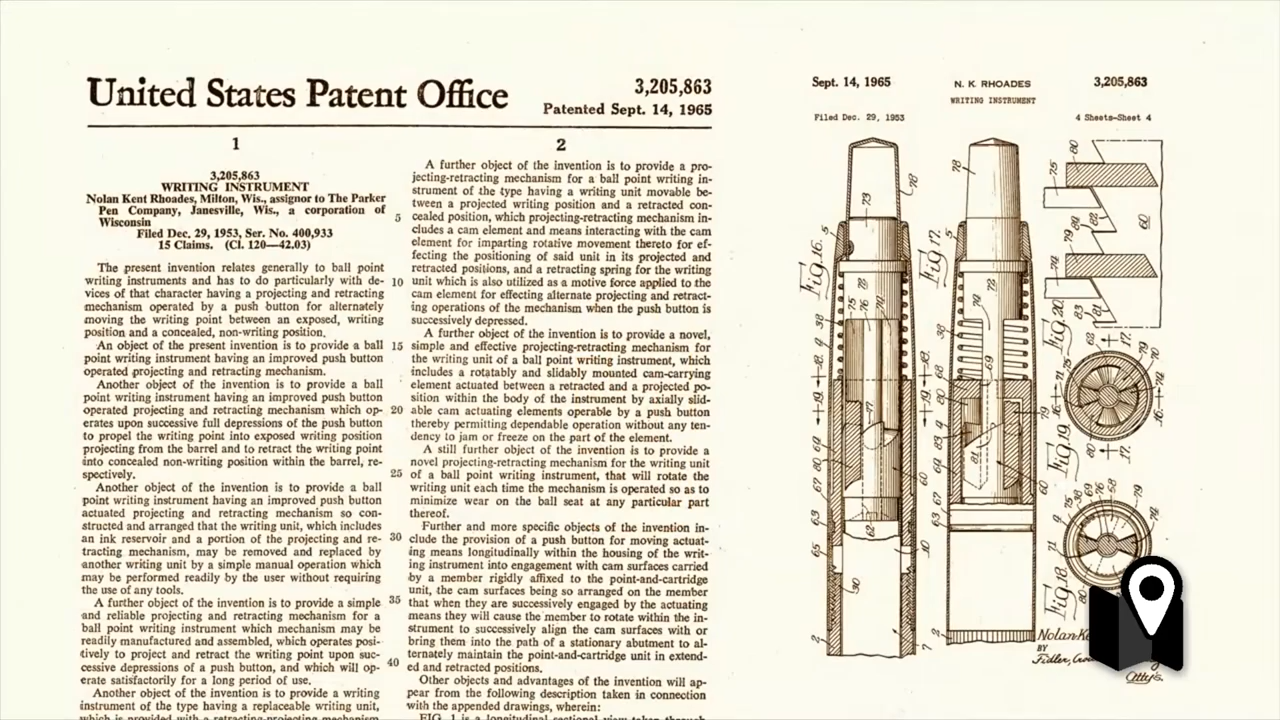 United States Patent Office
3,205,863
Patented Sept. 14, 1965
1
3,205,863
WRITING INSTRUMENT
Nolan Kent Rhoades, Milton, Wis., assignor to The Parker
Pen Company, Janesville, Wis., a corporation of
Wisconsin
Filed Dec. 29, 1953, Ser. No. 400,933
15 Claims. (Cl. 120—42.03)
The present invention relates generally to ball point
writing instruments and has to do particularly with de-
vices of that character having a projecting and retracting
mechanism operated by a push button for alternately
moving the writing point between an exposed, writing
position and a concealed, non-writing position.
An object of the present invention is to provide a ball
point writing instrument having an improved push button
operated projecting and retracting mechanism.
Another object of the invention is to provide a ball
point writing instrument having an improved push button
operated projecting and retracting mechanism which op-
erates upon successive full depressions of the push button
to propel the writing point into exposed writing position
projecting from the barrel and to retract the writing point
into concealed non-writing position within the barrel, re-
spectively.
Another object of the invention is to provide a ball
point writing instrument having an improved push button
actuated projecting and retracting mechanism so con-
structed and arranged that the writing unit, which includes
an ink reservoir and a portion of the projecting and re-
tracting mechanism, may be removed and replaced by
another writing unit by a simple manual operation which
may be performed readily by the user without requiring
the use of any tools.
A further object of the invention is to provide a simple
and reliable projecting and retracting mechanism for a
ball point writing instrument which mechanism may be
readily manufactured and assembled, which operates posi-
tively to project and retract the writing point upon suc-
cessive depressions of a push button, and which will op-
erate satisfactorily for a long period of use.
Another object of the invention is to provide a writing
instrument of the type having a replaceable writing unit,
which is provided with a retracting-projecting mechanism
5
10
15
20
25
30
35
40
2
A further object of the invention is to provide a pro-
jecting-retracting mechanism for a ball point writing in-
strument of the type having a writing unit movable be-
tween a projected writing position and a retracted con-
cealed position, which projecting-retracting mechanism in-
cludes a cam element and means interacting with the cam
element for imparting rotative movement thereto for ef-
fecting the positioning of said unit in its projected and
retracted positions, and a retracting spring for the writing
unit which is also utilized as a motive force applied to the
cam element for effecting alternate projecting and retract-
ing operations of the mechanism when the push button is
successively depressed.
A further object of the invention is to provide a novel,
simple and effective projecting-retracting mechanism for
the writing unit of a ball point writing instrument, which
includes a rotatably and slidably mounted cam-carrying
element actuated between a retracted and a projected po-
sition within the body of the instrument by axially slid-
able cam actuating elements operable by a push button
thereby permitting dependable operation without any ten-
dency to jam or freeze on the part of the element.
A still further object of the invention is to provide a
novel projecting-retracting mechanism for the writing unit
of a ball point writing instrument, that will rotate the
writing unit each time the mechanism is operated so as to
minimize wear on the ball seat at any particular part
thereof.
Further and more specific objects of the invention in-
clude the provision of a push button for moving actuat-
ing means longitudinally within the housing of the writ-
ing instrument into engagement with cam surfaces carried
by a member rigidly affixed to the point-and-cartridge
unit, the cam surfaces being so arranged on the member
that when they are successively engaged by the actuating
means they will cause the member to rotate within the in-
strument to successively align the cam surfaces with or
bring them into the path of a stationary abutment to al-
ternately maintain the point-and-cartridge unit in extend-
ed and retracted positions.
Other objects and advantages of the invention will ap-
pear from the following description taken in connection
with the appended drawings, wherein:
FIG. 1 is a longitudinal sectional view taken through
Sept. 14, 1965
N. K. RHOADES
3,205,863
WRITING INSTRUMENT
Filed Dec. 29, 1953
4 Sheets-Sheet 4
Fig. 16.
Fig. 17.
Fig. 20.
Fig. 19.
Fig. 18.
BY
Att'ys.